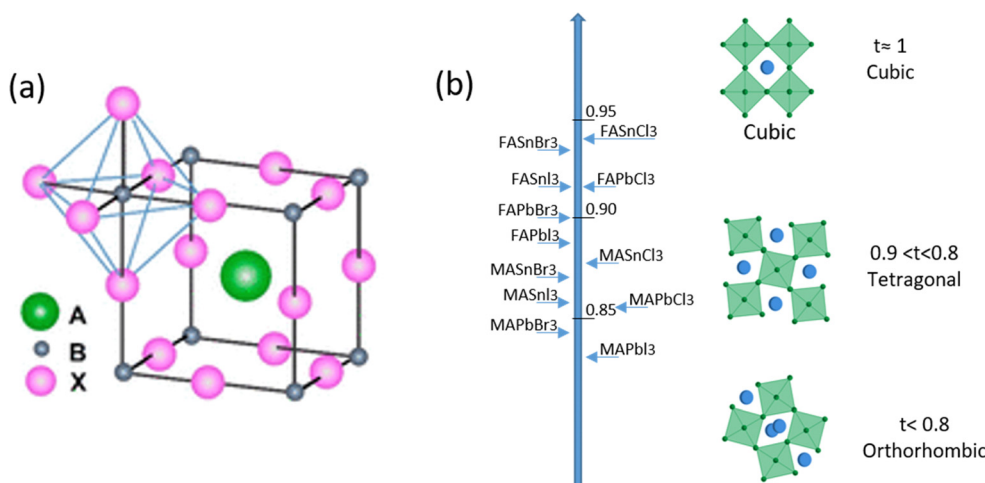 (a)
A
B
X
(b)
0.95
FASnCl3
FASnBr3
FASnI3
FAPbCl3
FAPbBr3
0.90
FAPbI3
MASnCl3
MASnBr3
MASnI3
MAPbCl3
0.85
MAPbBr3
MAPbI3
Cubic
t≈ 1
Cubic
0.9 <t<0.8
Tetragonal
t< 0.8
Orthorhombic